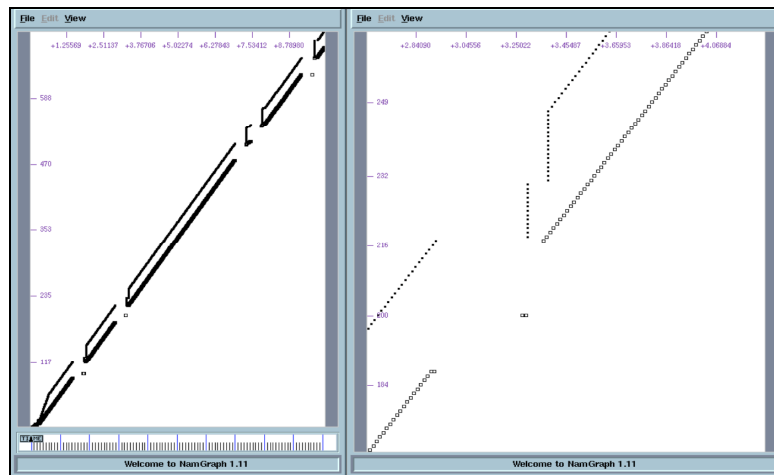 File Edit View
+1.25569 +2.51137 +3.76706 +5.02274 +6.27843 +7.53412 +8.78980
588
470
353
235
117
Welcome to NamGraph 1.11
File Edit View
+2.84090 +3.04556 +3.25022 +3.45487 +3.65953 +3.86418 +4.06884
249
232
216
200
184
Welcome to NamGraph 1.11